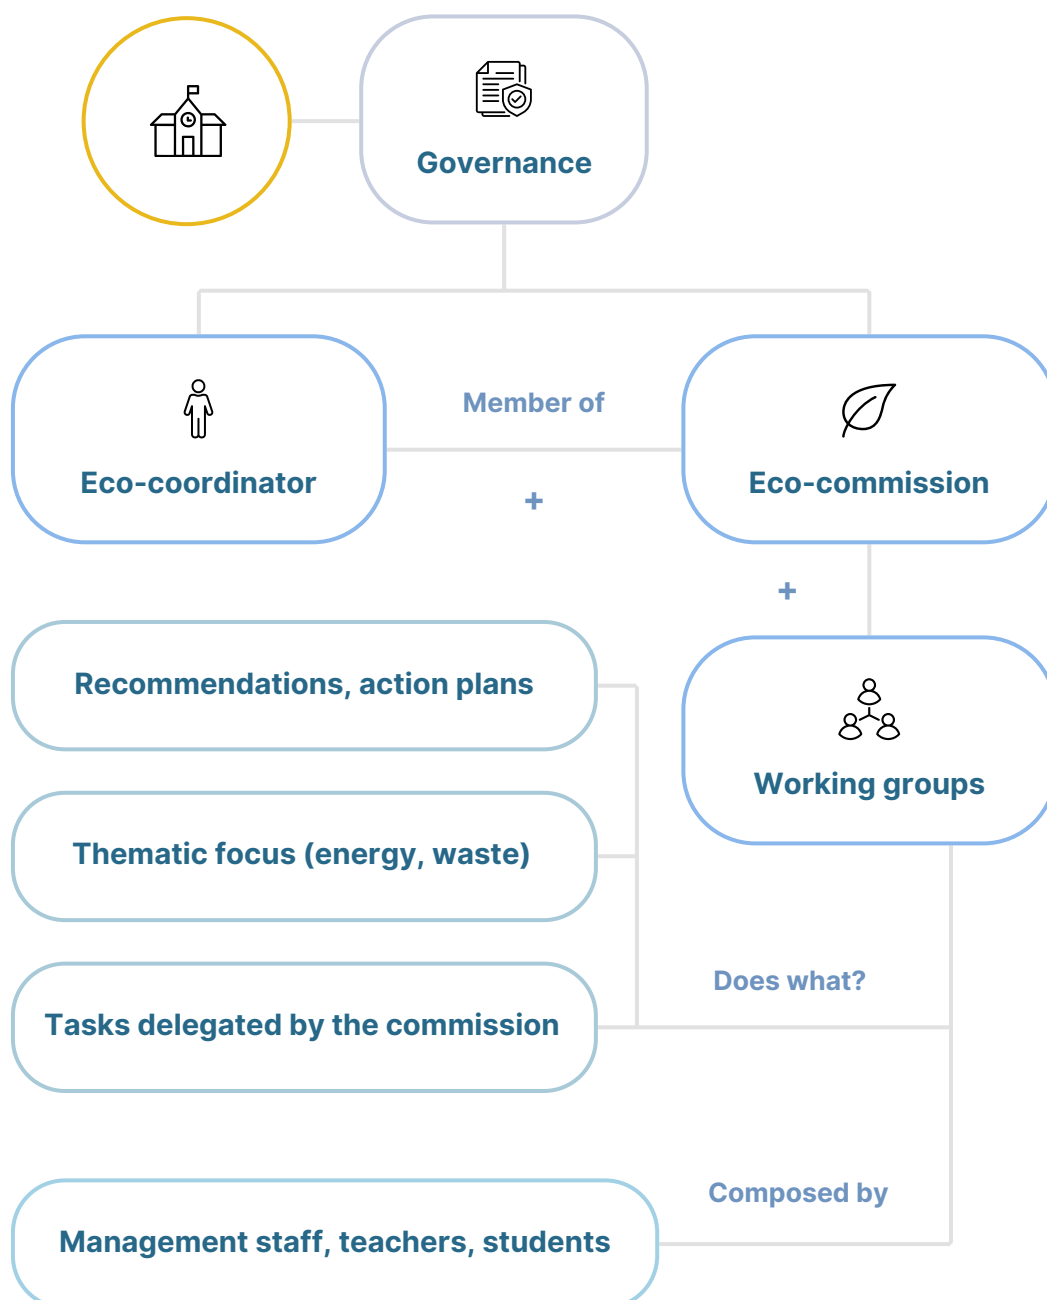 Governance
Member of
Eco-coordinator
Eco-commission
+
+
Recommendations, action plans
Working groups
Thematic focus (energy, waste)
Does what?
Tasks delegated by the commission
Composed by
Management staff, teachers, students